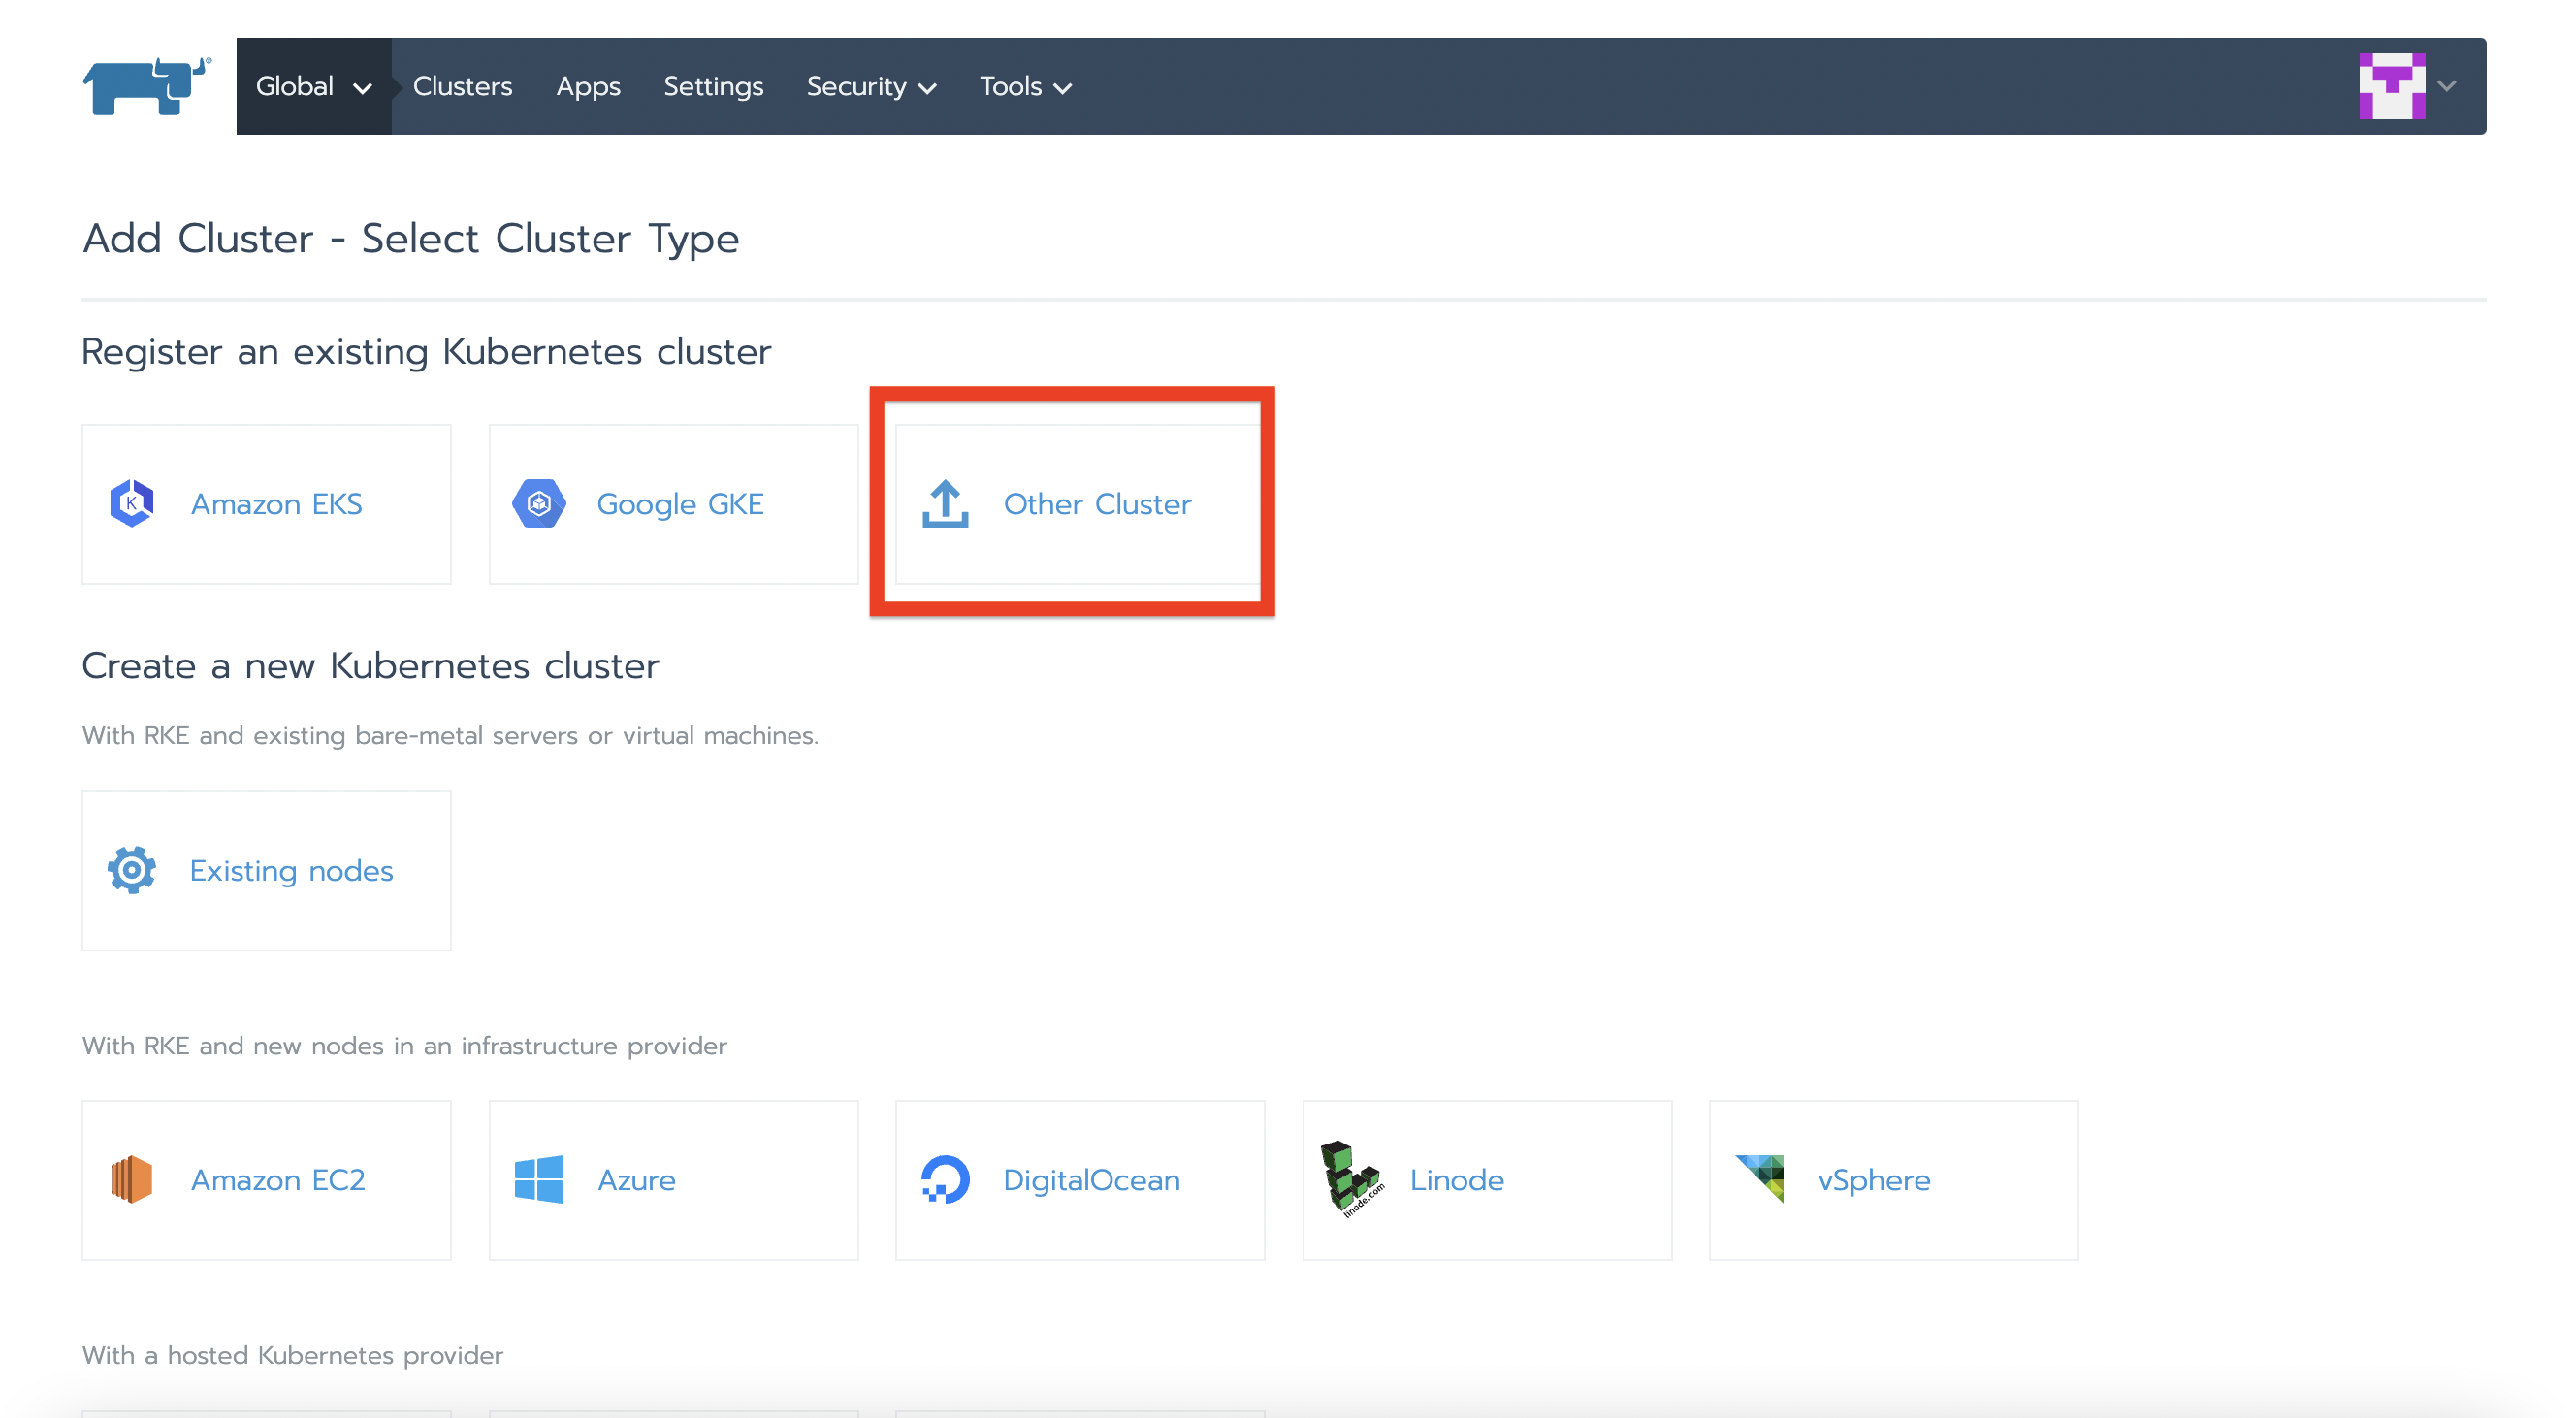 Global Clusters Apps Settings Security Tools
Add Cluster - Select Cluster Type
Register an existing Kubernetes cluster
K Amazon EKS Google GKE Other Cluster
Create a new Kubernetes cluster
With RKE and existing bare-metal servers or virtual machines.
Existing nodes
With RKE and new nodes in an infrastructure provider
Amazon EC2 Azure DigitalOcean linode.com Linode vSphere
With a hosted Kubernetes provider